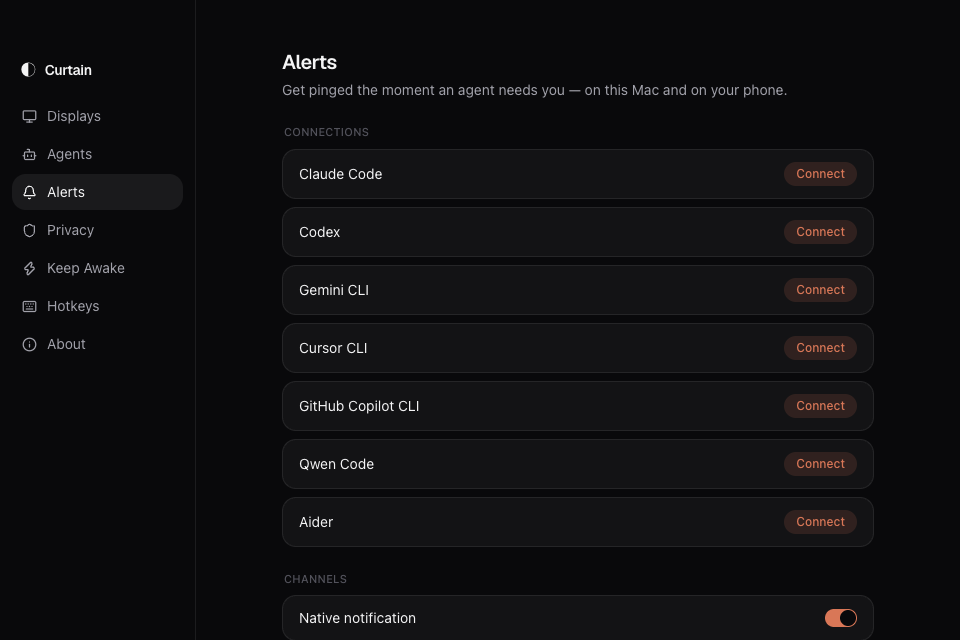 Curtain
Displays
Agents
Alerts
Privacy
Keep Awake
Hotkeys
About
Alerts
Get pinged the moment an agent needs you — on this Mac and on your phone.
CONNECTIONS
Claude Code Connect
Codex Connect
Gemini CLI Connect
Cursor CLI Connect
GitHub Copilot CLI Connect
Qwen Code Connect
Aider Connect
CHANNELS
Native notification